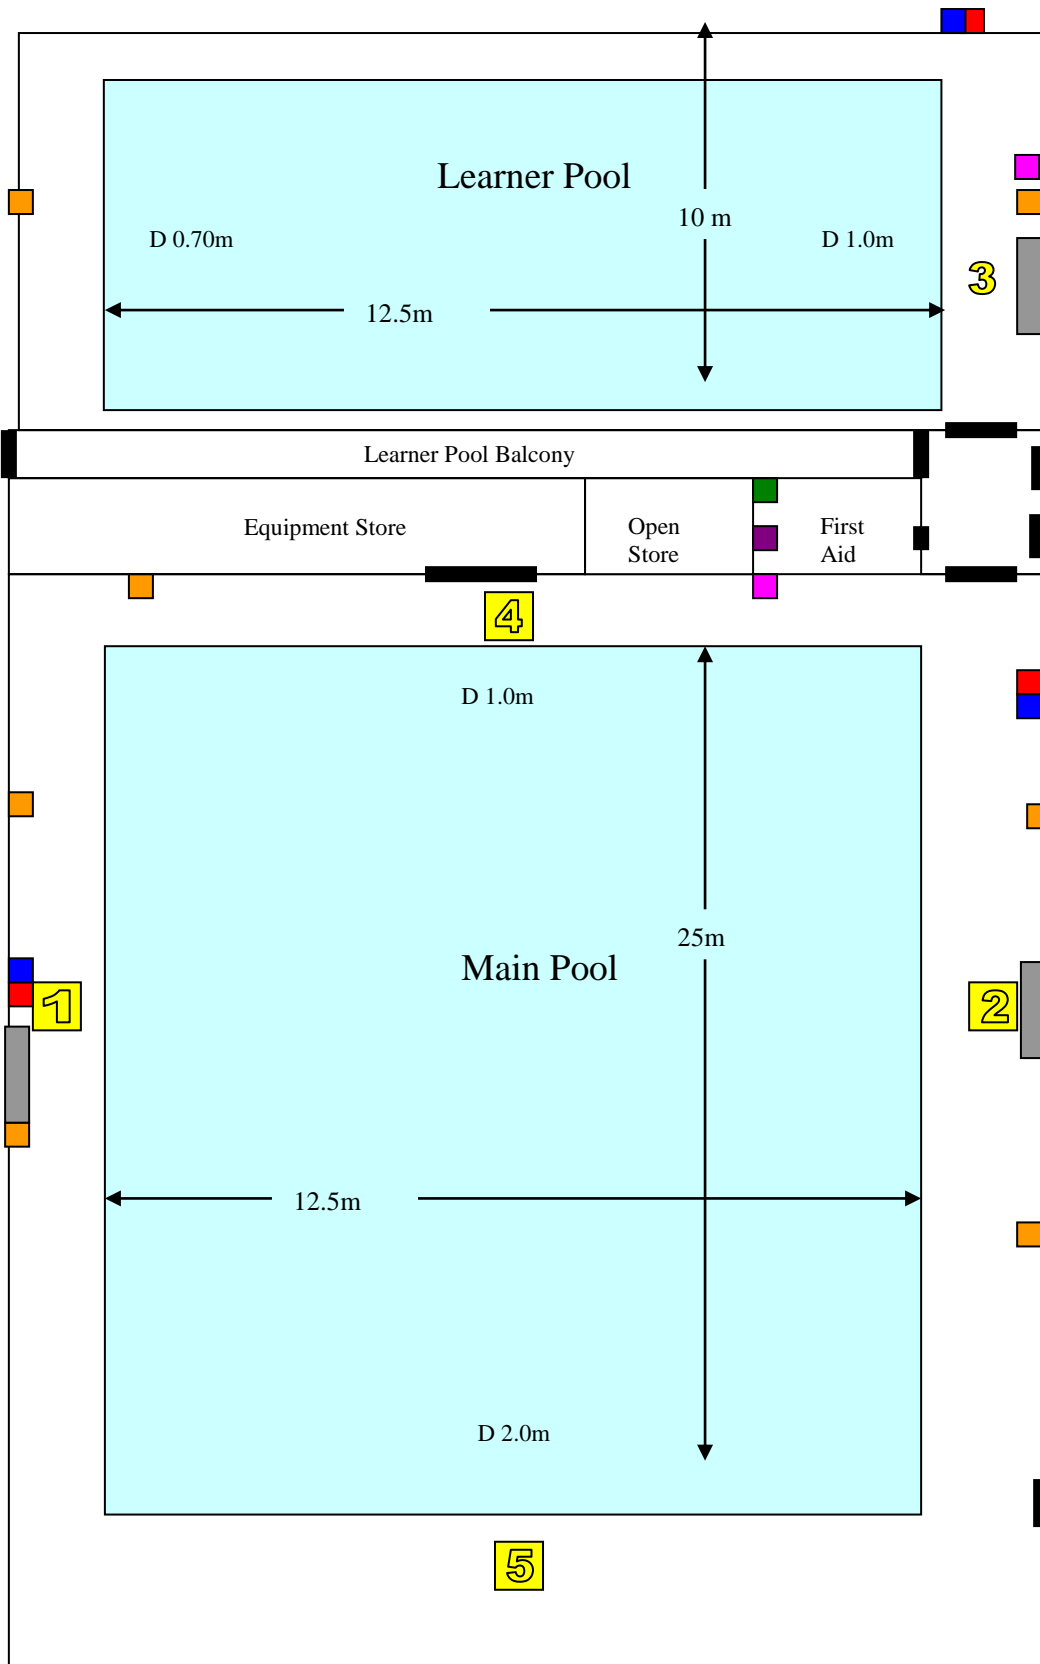 Learner Pool
10 m
D 0.70m
D 1.0m
3
12.5m
Learner Pool Balcony
Equipment Store
Open
Store
First
Aid
4
D 1.0m
25m
Main Pool
1
2
12.5m
D 2.0m
5